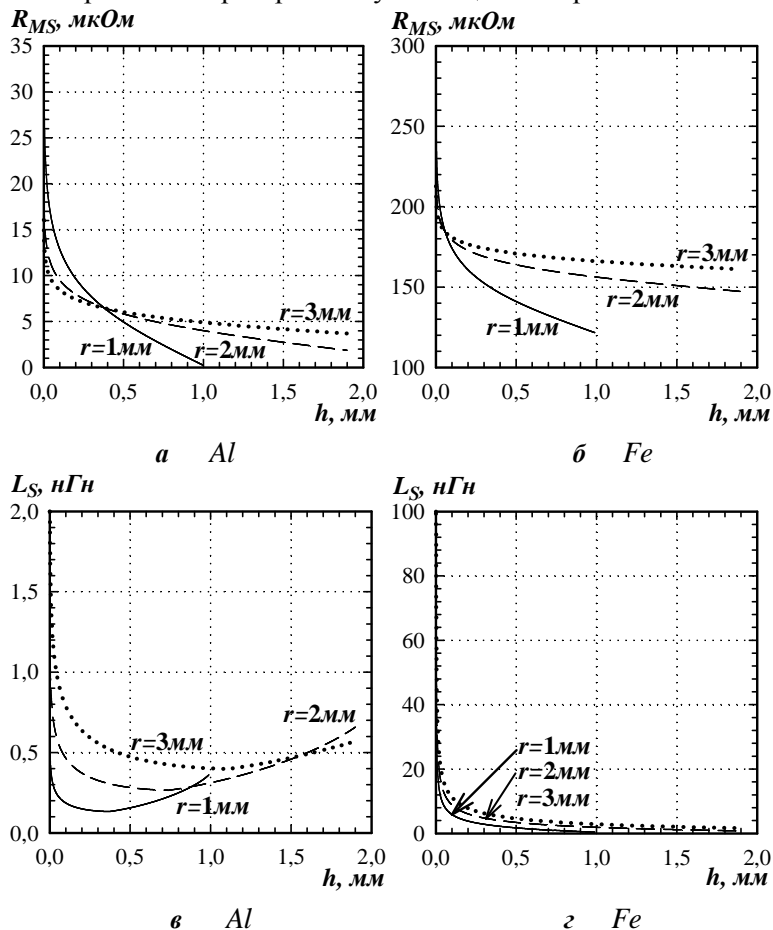 R_MS, мкОм
35
30
25
20
15
10
5
0
r=3мм
r=1мм
r=2мм
0,0 0,5 1,0 1,5 2,0
h, мм
а Al
R_MS, мкОм
300
250
200
150
100
r=3мм
r=2мм
r=1мм
0,0 0,5 1,0 1,5 2,0
h, мм
б Fe
L_S, нГн
2,0
1,5
1,0
0,5
0,0
r=2мм
r=3мм
r=1мм
0,0 0,5 1,0 1,5 2,0
h, мм
в Al
L_S, нГн
100
80
60
40
20
0
r=1мм
r=2мм
r=3мм
0,0 0,5 1,0 1,5 2,0
h, мм
г Fe